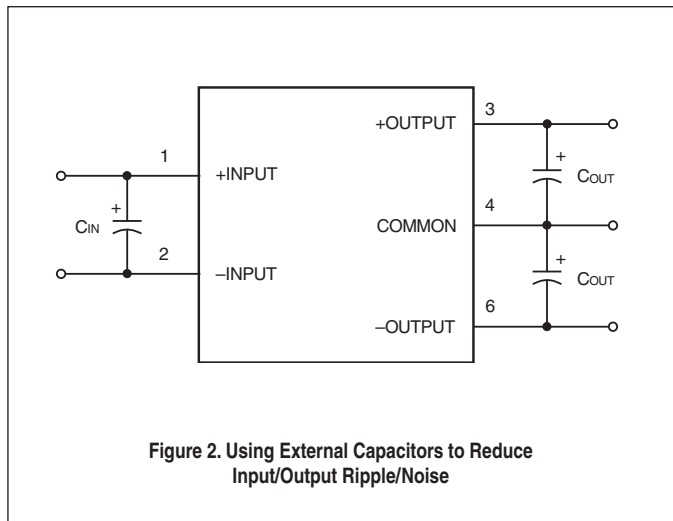 3
+OUTPUT
1
+INPUT
+
COUT
+
CIN
4
COMMON
2
–INPUT
+
COUT
6
–OUTPUT
Figure 2. Using External Capacitors to Reduce
Input/Output Ripple/Noise